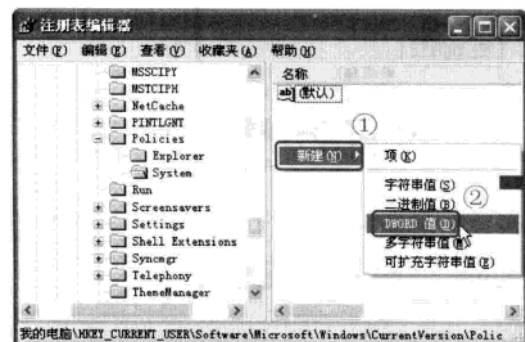 注册表编辑器
文件(F) 编辑(E) 查看(V) 收藏夹(A) 帮助(H)
MSSCIPY
MSTCIPH
NetCache
PINTLGNT
Policies
Explorer
System
Run
Screensavers
Settings
Shell Extensions
Syncmgr
Telephony
ThemeManager
名称
ab (默认)
①
新建(N)
项(K)
字符串值(S)
二进制值(B)
②
DWORD 值(D)
多字符串值(M)
可扩充字符串值(E)
我的电脑\HKEY_CURRENT_USER\Software\Microsoft\Windows\CurrentVersion\Polic